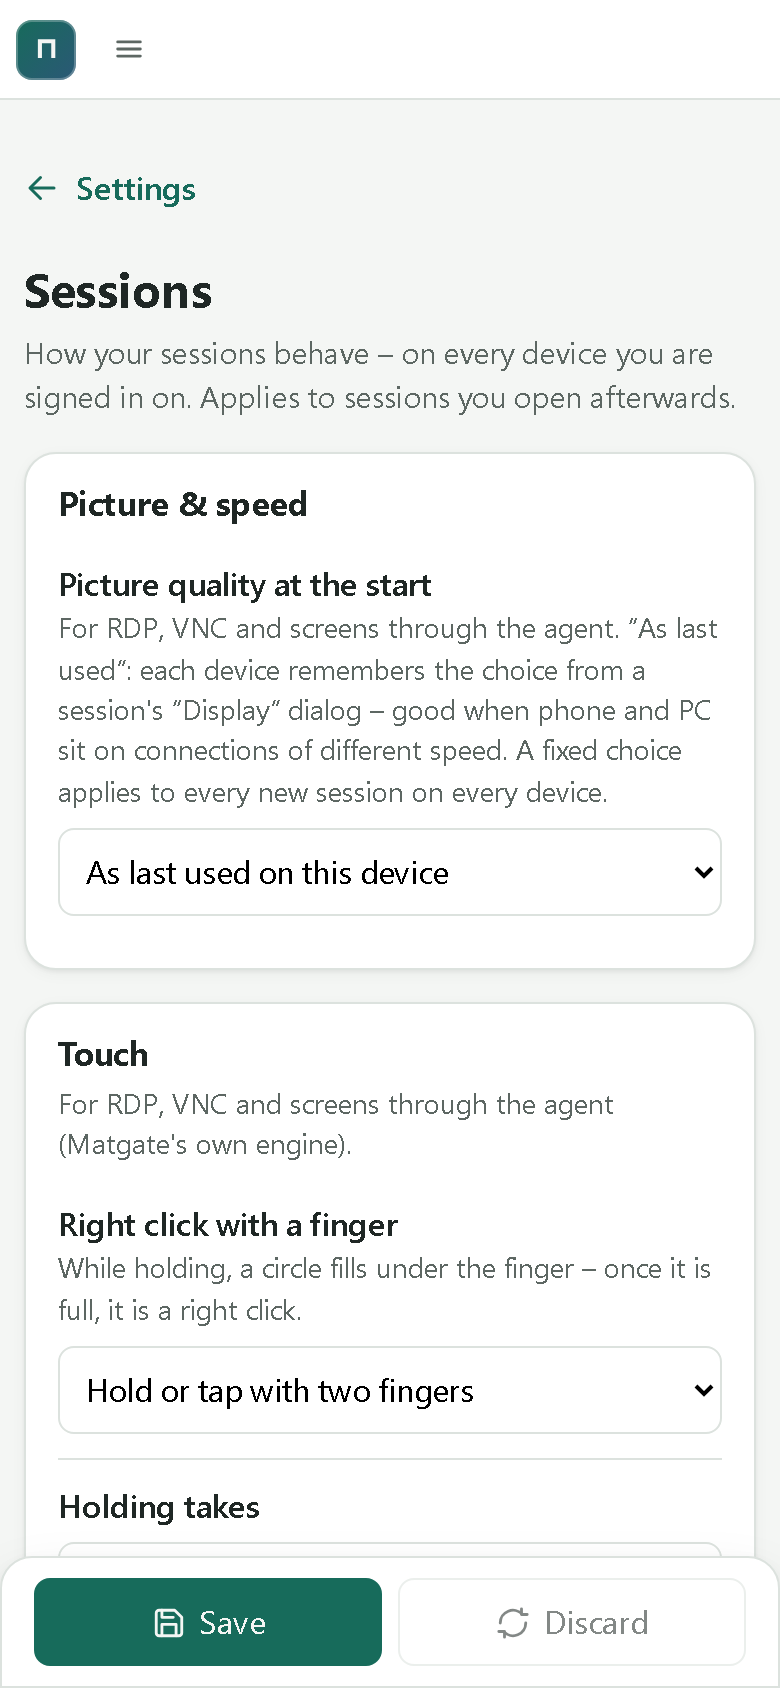 П
Settings
Sessions
How your sessions behave – on every device you are
signed in on. Applies to sessions you open afterwards.
Picture & speed
Picture quality at the start
For RDP, VNC and screens through the agent. “As last
used”: each device remembers the choice from a
session's “Display” dialog – good when phone and PC
sit on connections of different speed. A fixed choice
applies to every new session on every device.
As last used on this device
Touch
For RDP, VNC and screens through the agent
(Matgate's own engine).
Right click with a finger
While holding, a circle fills under the finger – once it is
full, it is a right click.
Hold or tap with two fingers
Holding takes
Save
Discard